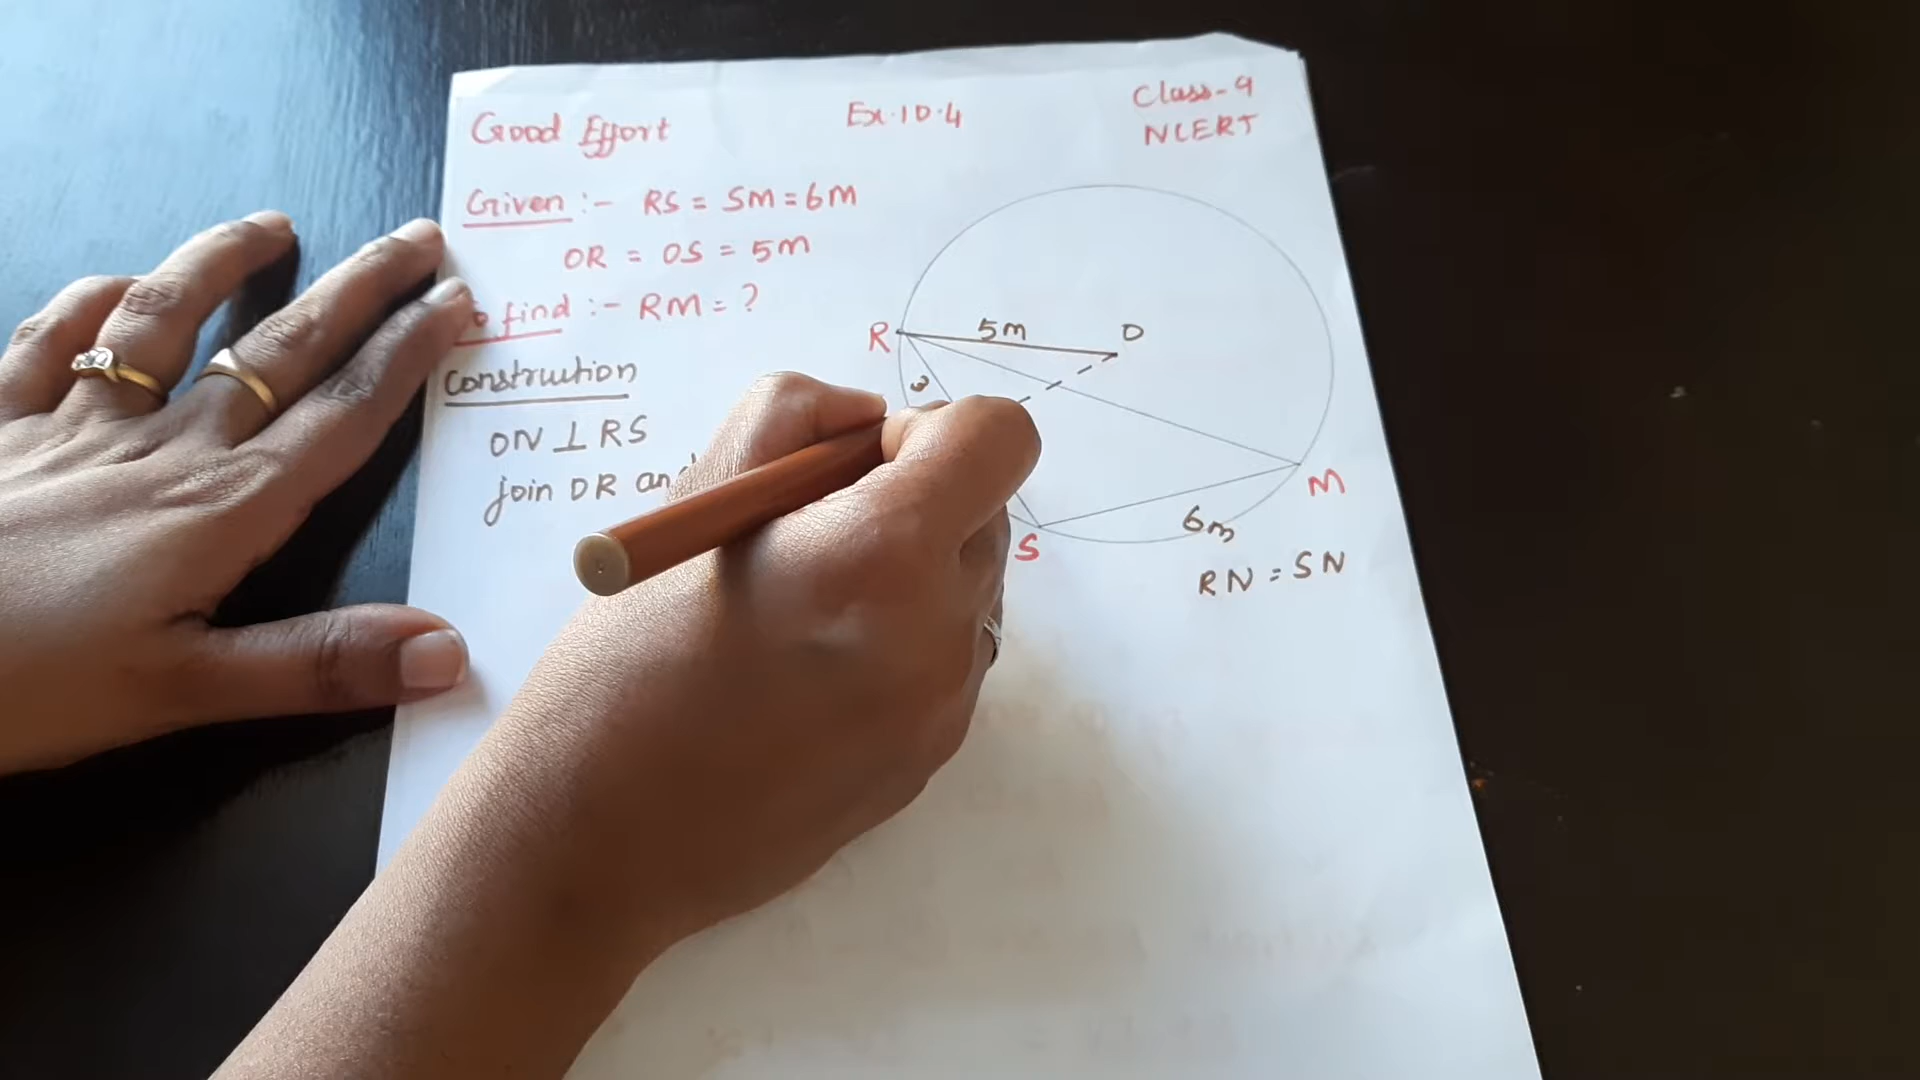 Good Effort
Ex.10.4
Class-9
NCERT
Given :- RS = SM = 6M
OR = OS = 5m
find :- RM = ?
Construction
ON ⊥ RS
join OR
R
5m
O
3
M
6m
S
RN = SN